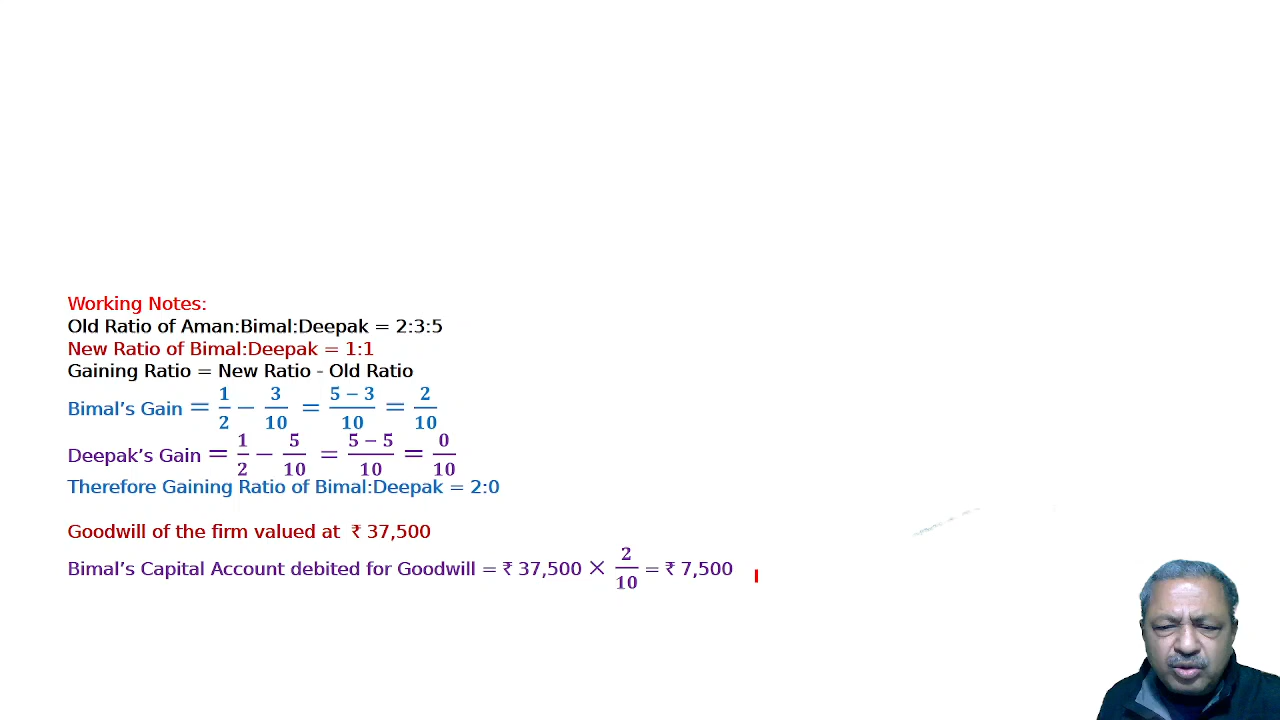 Working Notes:
Old Ratio of Aman:Bimal:Deepak = 2:3:5
New Ratio of Bimal:Deepak = 1:1
Gaining Ratio = New Ratio - Old Ratio
Bimal's Gain = 1/2 − 3/10 = 5 − 3/10 = 2/10
Deepak's Gain = 1/2 − 5/10 = 5 − 5/10 = 0/10
Therefore Gaining Ratio of Bimal:Deepak = 2:0
Goodwill of the firm valued at ₹ 37,500
Bimal's Capital Account debited for Goodwill = ₹ 37,500 × 2/10 = ₹ 7,500